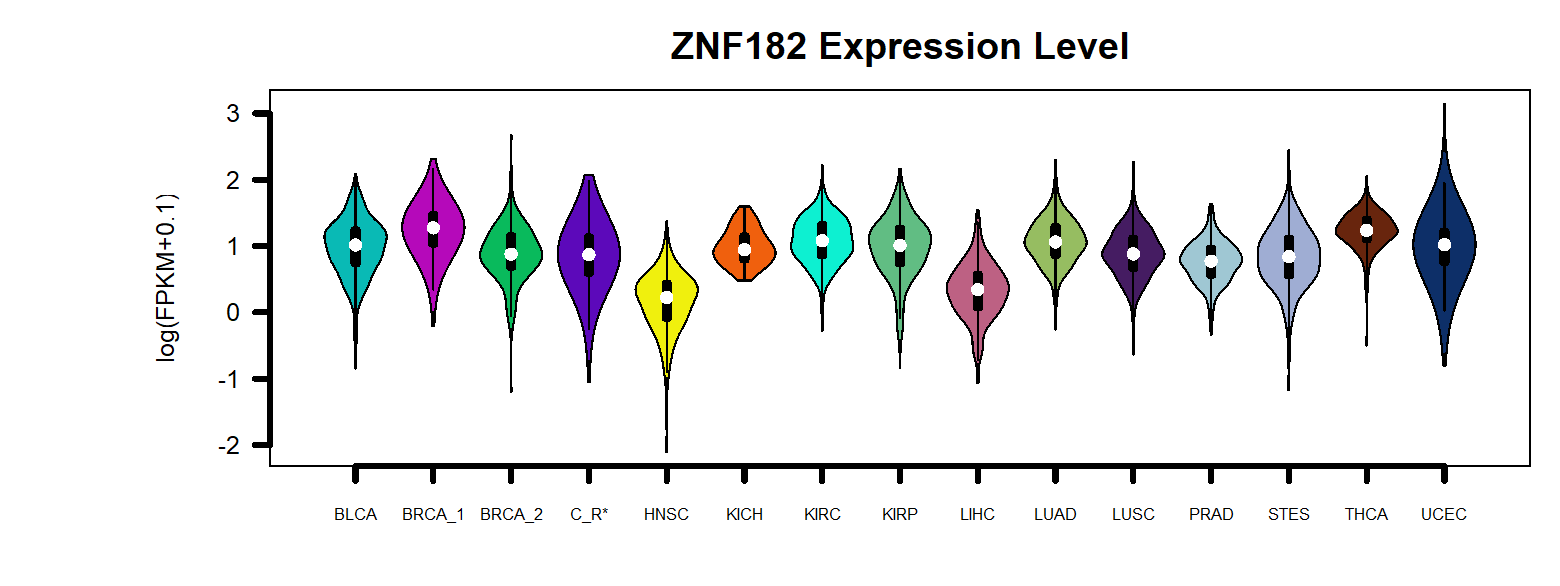 ZNF182 Expression Level
log(FPKM+0.1)
3
2
1
0
-1
-2
BLCA BRCA_1 BRCA_2 C_R* HNSC KICH KIRC KIRP LIHC LUAD LUSC PRAD STES THCA UCEC